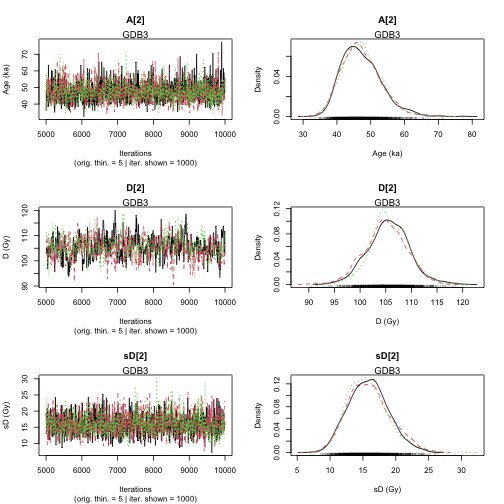 A[2]
GDB3
Age (ka)
70
60
50
40
5000 6000 7000 8000 9000 10000
Iterations
(orig. thin. = 5 | iter. shown = 1000)
A[2]
GDB3
Density
0.04
0.00
30 40 50 60 70 80
Age (ka)
D[2]
GDB3
D (Gy)
120
110
100
90
5000 6000 7000 8000 9000 10000
Iterations
(orig. thin. = 5 | iter. shown = 1000)
D[2]
GDB3
Density
0.12
0.08
0.04
0.00
90 95 100 105 110 115 120
D (Gy)
sD[2]
GDB3
sD (Gy)
30
25
20
15
10
5000 6000 7000 8000 9000 10000
Iterations
(orig. thin. = 5 | iter. shown = 1000)
sD[2]
GDB3
Density
0.12
0.08
0.04
0.00
5 10 15 20 25 30
sD (Gy)